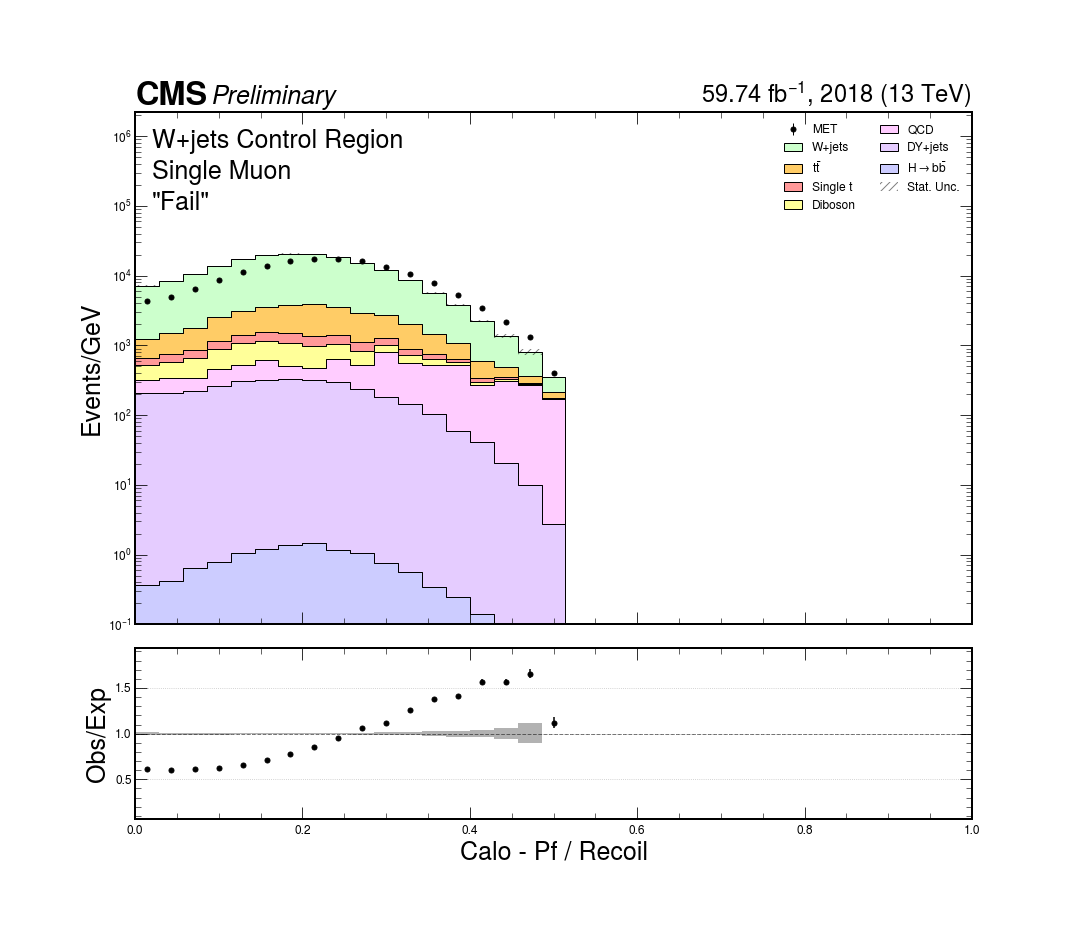 CMS Preliminary 59.74 fb⁻¹, 2018 (13 TeV)
W+jets Control Region
Single Muon
"Fail"
MET
W+jets
tt̄
Single t
Diboson
QCD
DY+jets
H→bb̄
Stat. Unc.
Events/GeV
10⁶
10⁵
10⁴
10³
10²
10¹
10⁰
10⁻¹
Obs/Exp
1.5
1.0
0.5
0.0 0.2 0.4 0.6 0.8 1.0
Calo - Pf / Recoil